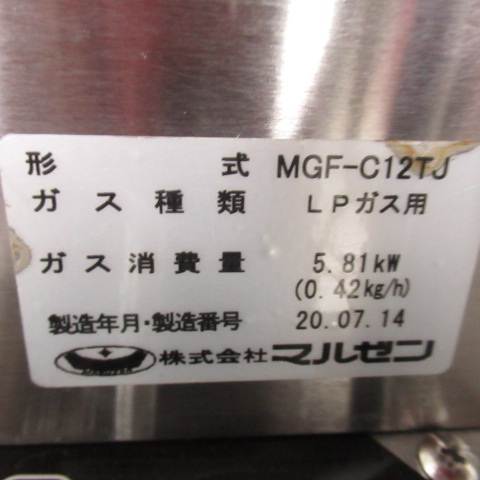 形 式 MGF-C12TJ
ガス種類 LPガス用
ガス消費量 5.81kW
(0.42kg/h)
製造年月・製造番号 20.07.14
株式会社 マルゼン